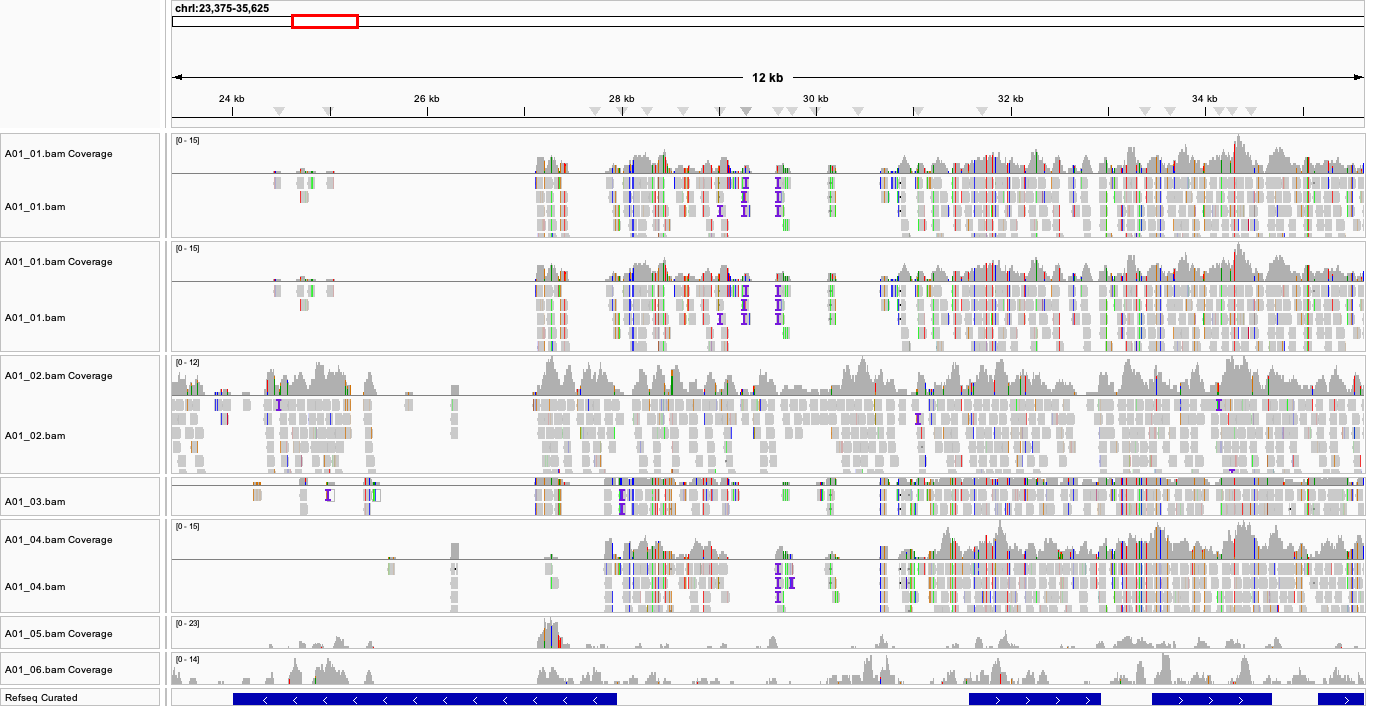 chrI:23,375-35,625
12 kb
24 kb 26 kb 28 kb 30 kb 32 kb 34 kb
A01_01.bam Coverage
[0 - 15]
A01_01.bam
A01_01.bam Coverage
[0 - 15]
A01_01.bam
A01_02.bam Coverage
[0 - 12]
A01_02.bam
A01_03.bam
A01_04.bam Coverage
[0 - 15]
A01_04.bam
A01_05.bam Coverage
[0 - 23]
A01_06.bam Coverage
[0 - 14]
Refseq Curated